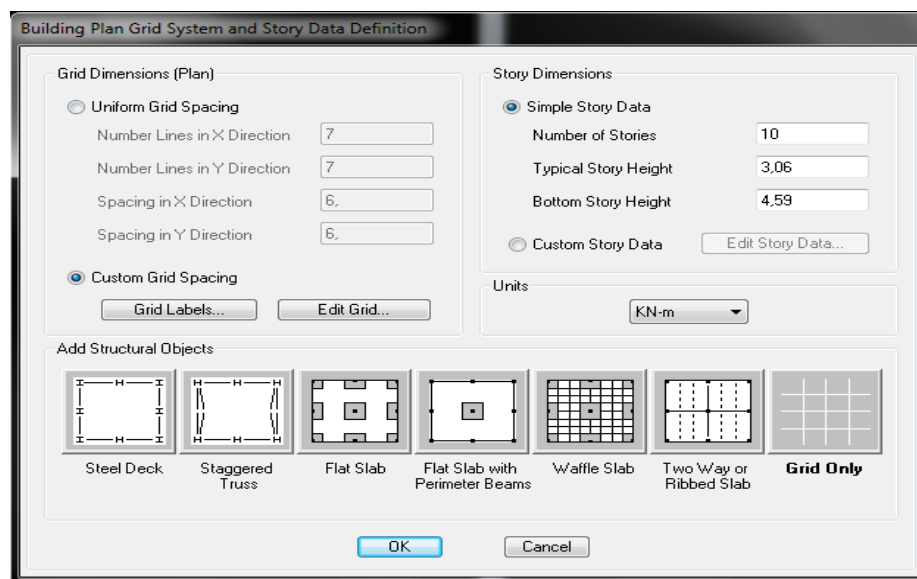 Building Plan Grid System and Story Data Definition
Grid Dimensions (Plan)
Uniform Grid Spacing
Number Lines in X Direction 7
Number Lines in Y Direction 7
Spacing in X Direction 6,
Spacing in Y Direction 6,
Custom Grid Spacing
Grid Labels... Edit Grid...
Story Dimensions
Simple Story Data
Number of Stories 10
Typical Story Height 3,06
Bottom Story Height 4,59
Custom Story Data Edit Story Data...
Units
KN-m
Add Structural Objects
Steel Deck
Staggered
Truss
Flat Slab
Flat Slab with
Perimeter Beams
Waffle Slab
Two Way or
Ribbed Slab
Grid Only
OK Cancel